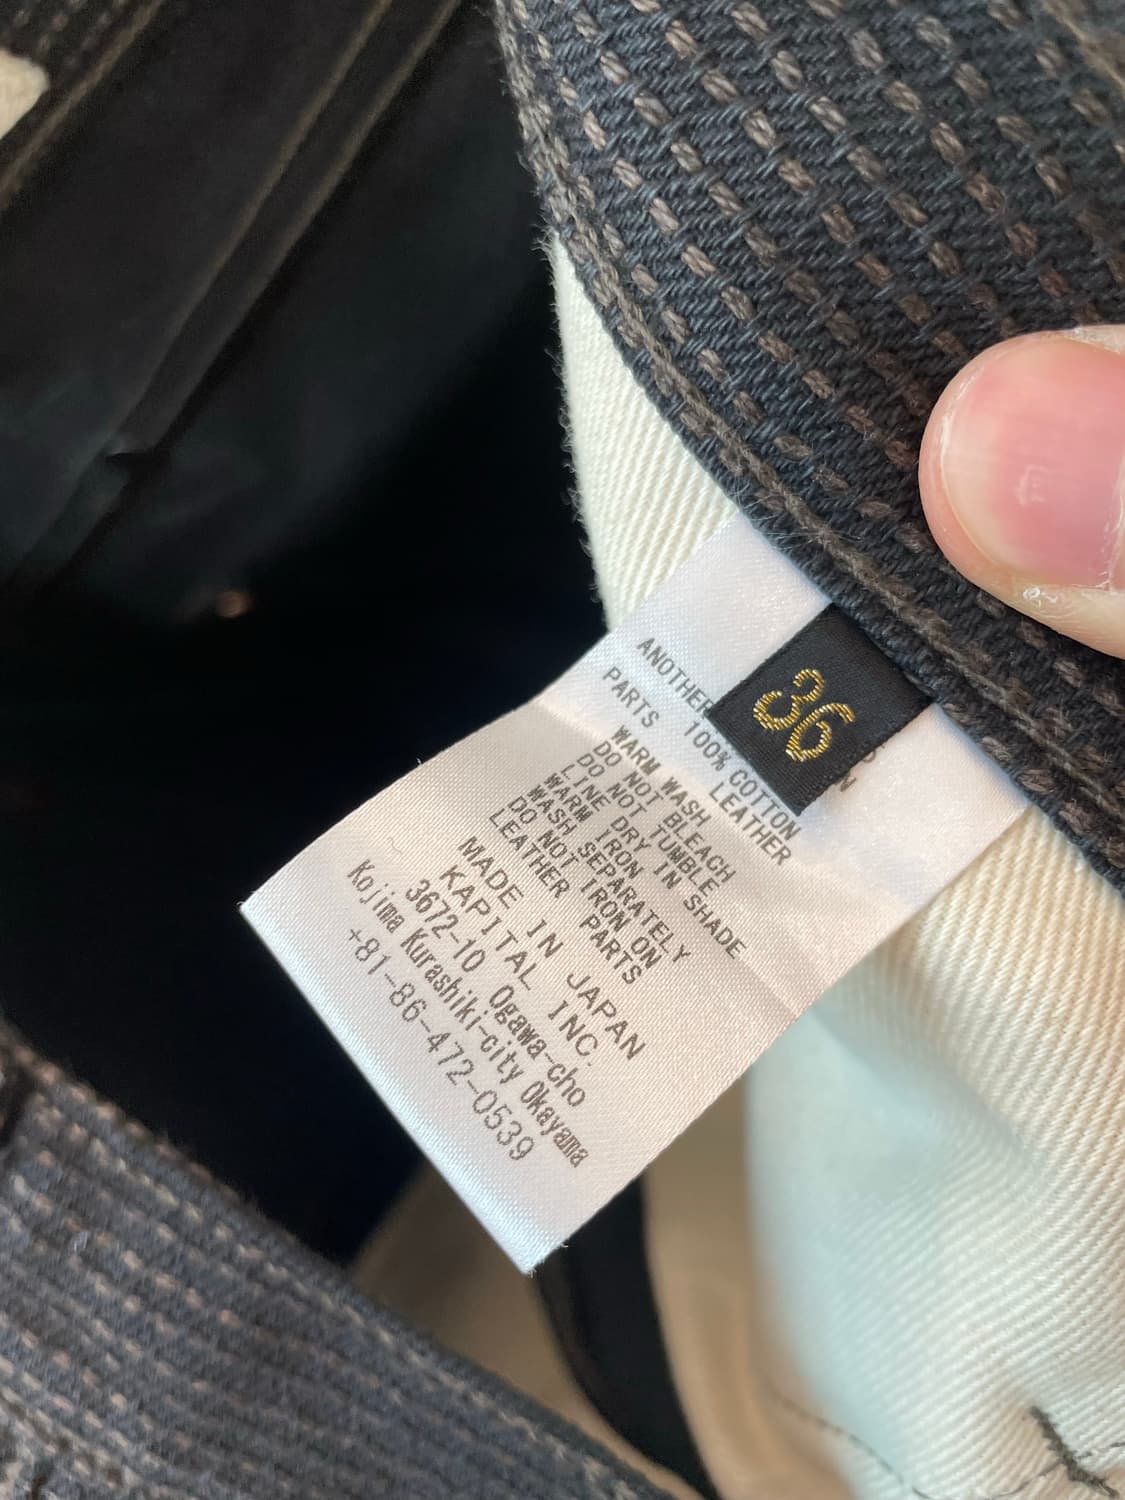 36
ANOTHER
PARTS 100% COTTON
LEATHER
WARM WASH
DO NOT BLEACH
DO NOT TUMBLE
LINE DRY IN SHADE
WARM IRON
WASH SEPARATELY
DO NOT IRON ON
LEATHER PARTS
MADE IN JAPAN
KAPITAL INC.
3672-10 Ogawa-cho
Kojima Kurashiki-city Okayama
+81-86-472-0539